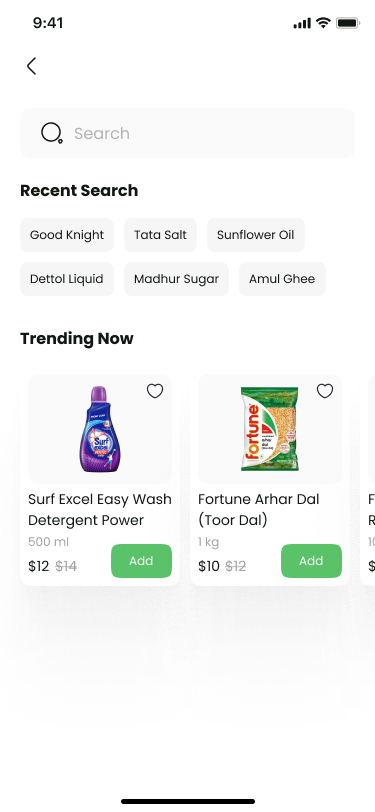 9:41
Search
Recent Search
Good Knight
Tata Salt
Sunflower Oil
Dettol Liquid
Madhur Sugar
Amul Ghee
Trending Now
Surf
excel
fortune
arhar
dal
Surf Excel Easy Wash
Detergent Power
500 ml
$12 $14
Add
Fortune Arhar Dal
(Toor Dal)
1 kg
$10 $12
Add